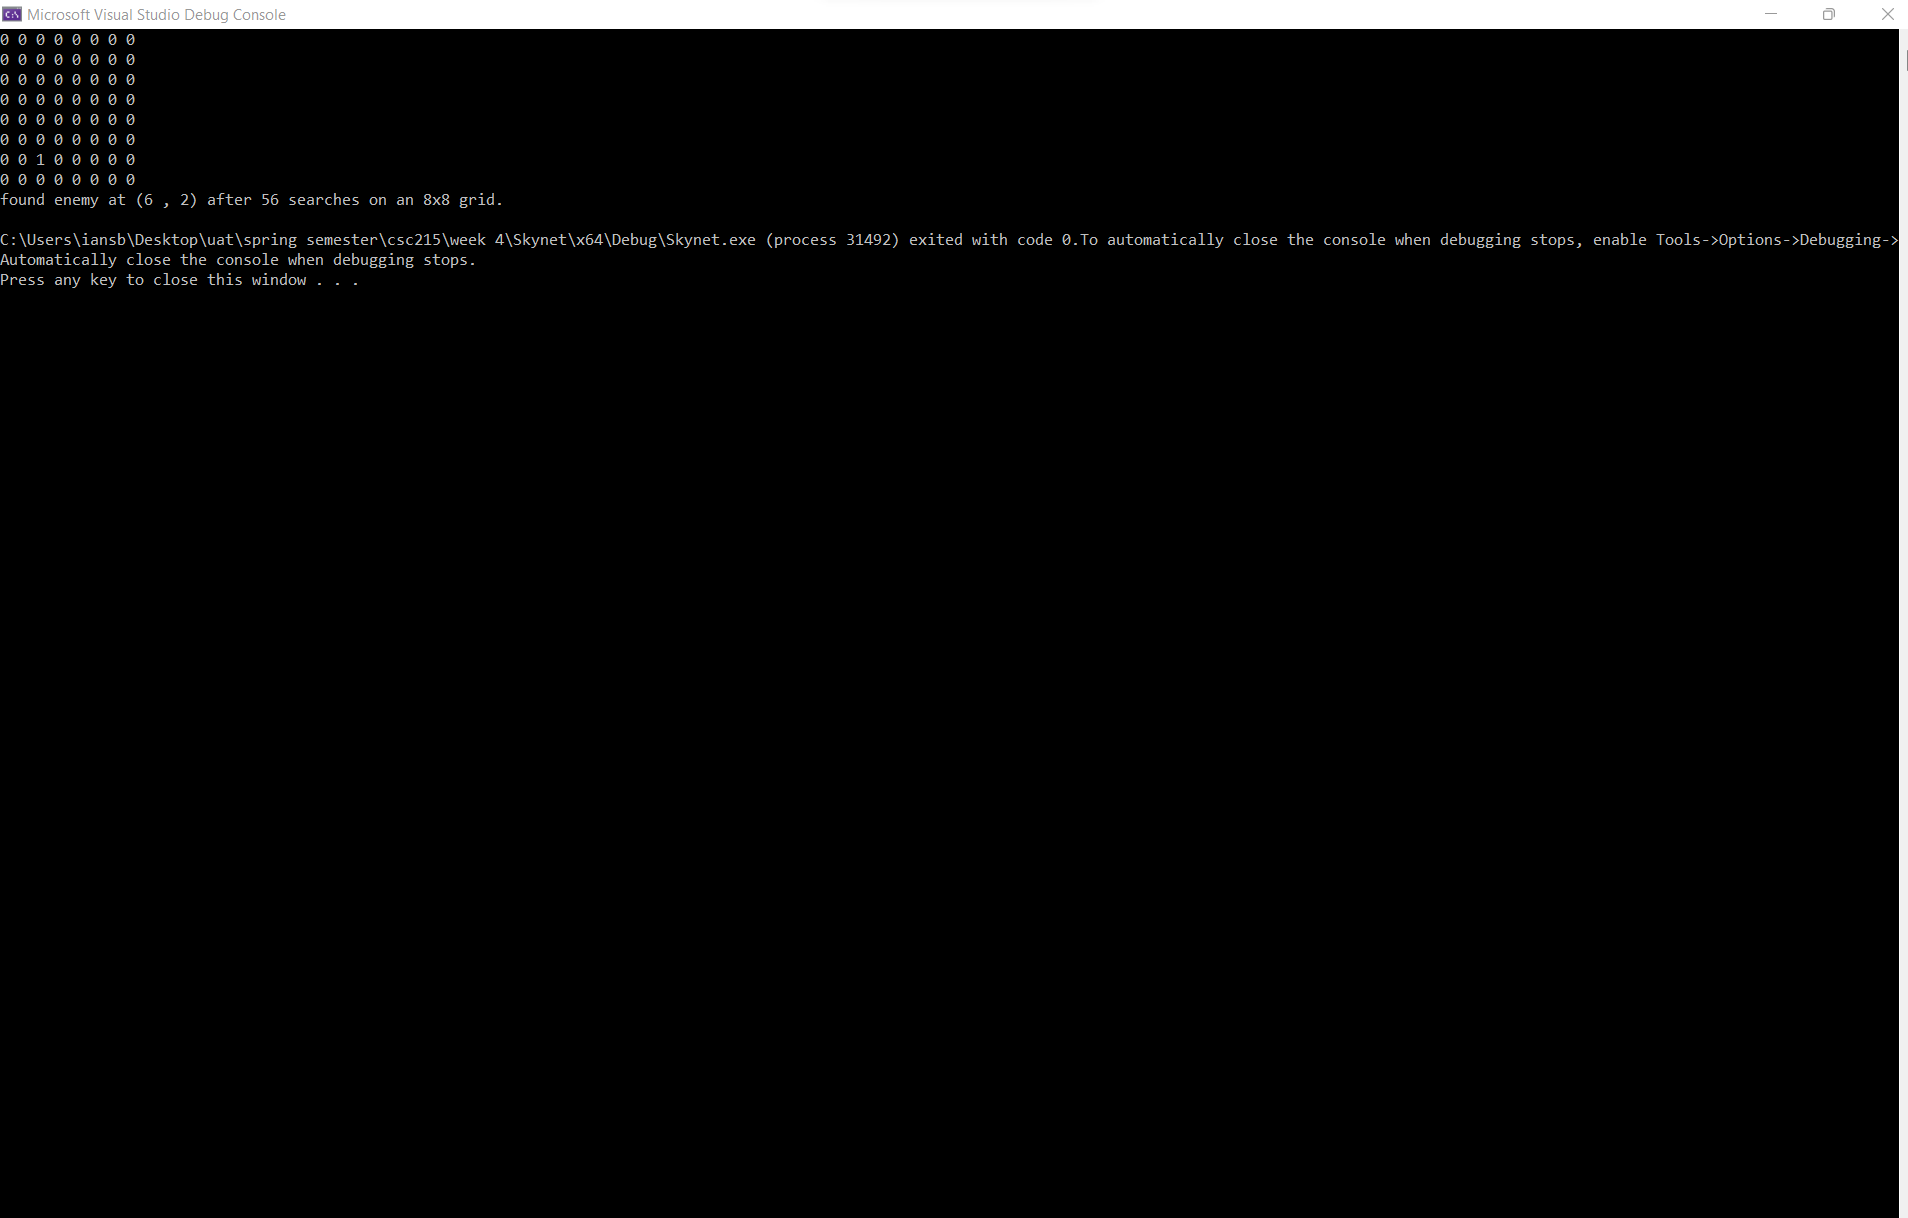 Microsoft Visual Studio Debug Console
0 0 0 0 0 0 0 0
0 0 0 0 0 0 0 0
0 0 0 0 0 0 0 0
0 0 0 0 0 0 0 0
0 0 0 0 0 0 0 0
0 0 0 0 0 0 0 0
0 0 1 0 0 0 0 0
0 0 0 0 0 0 0 0
found enemy at (6 , 2) after 56 searches on an 8x8 grid.
C:\Users\iansb\Desktop\uat\spring semester\csc215\week 4\Skynet\x64\Debug\Skynet.exe (process 31492) exited with code 0.To automatically close the console when debugging stops, enable Tools->Options->Debugging->
Automatically close the console when debugging stops.
Press any key to close this window . . .